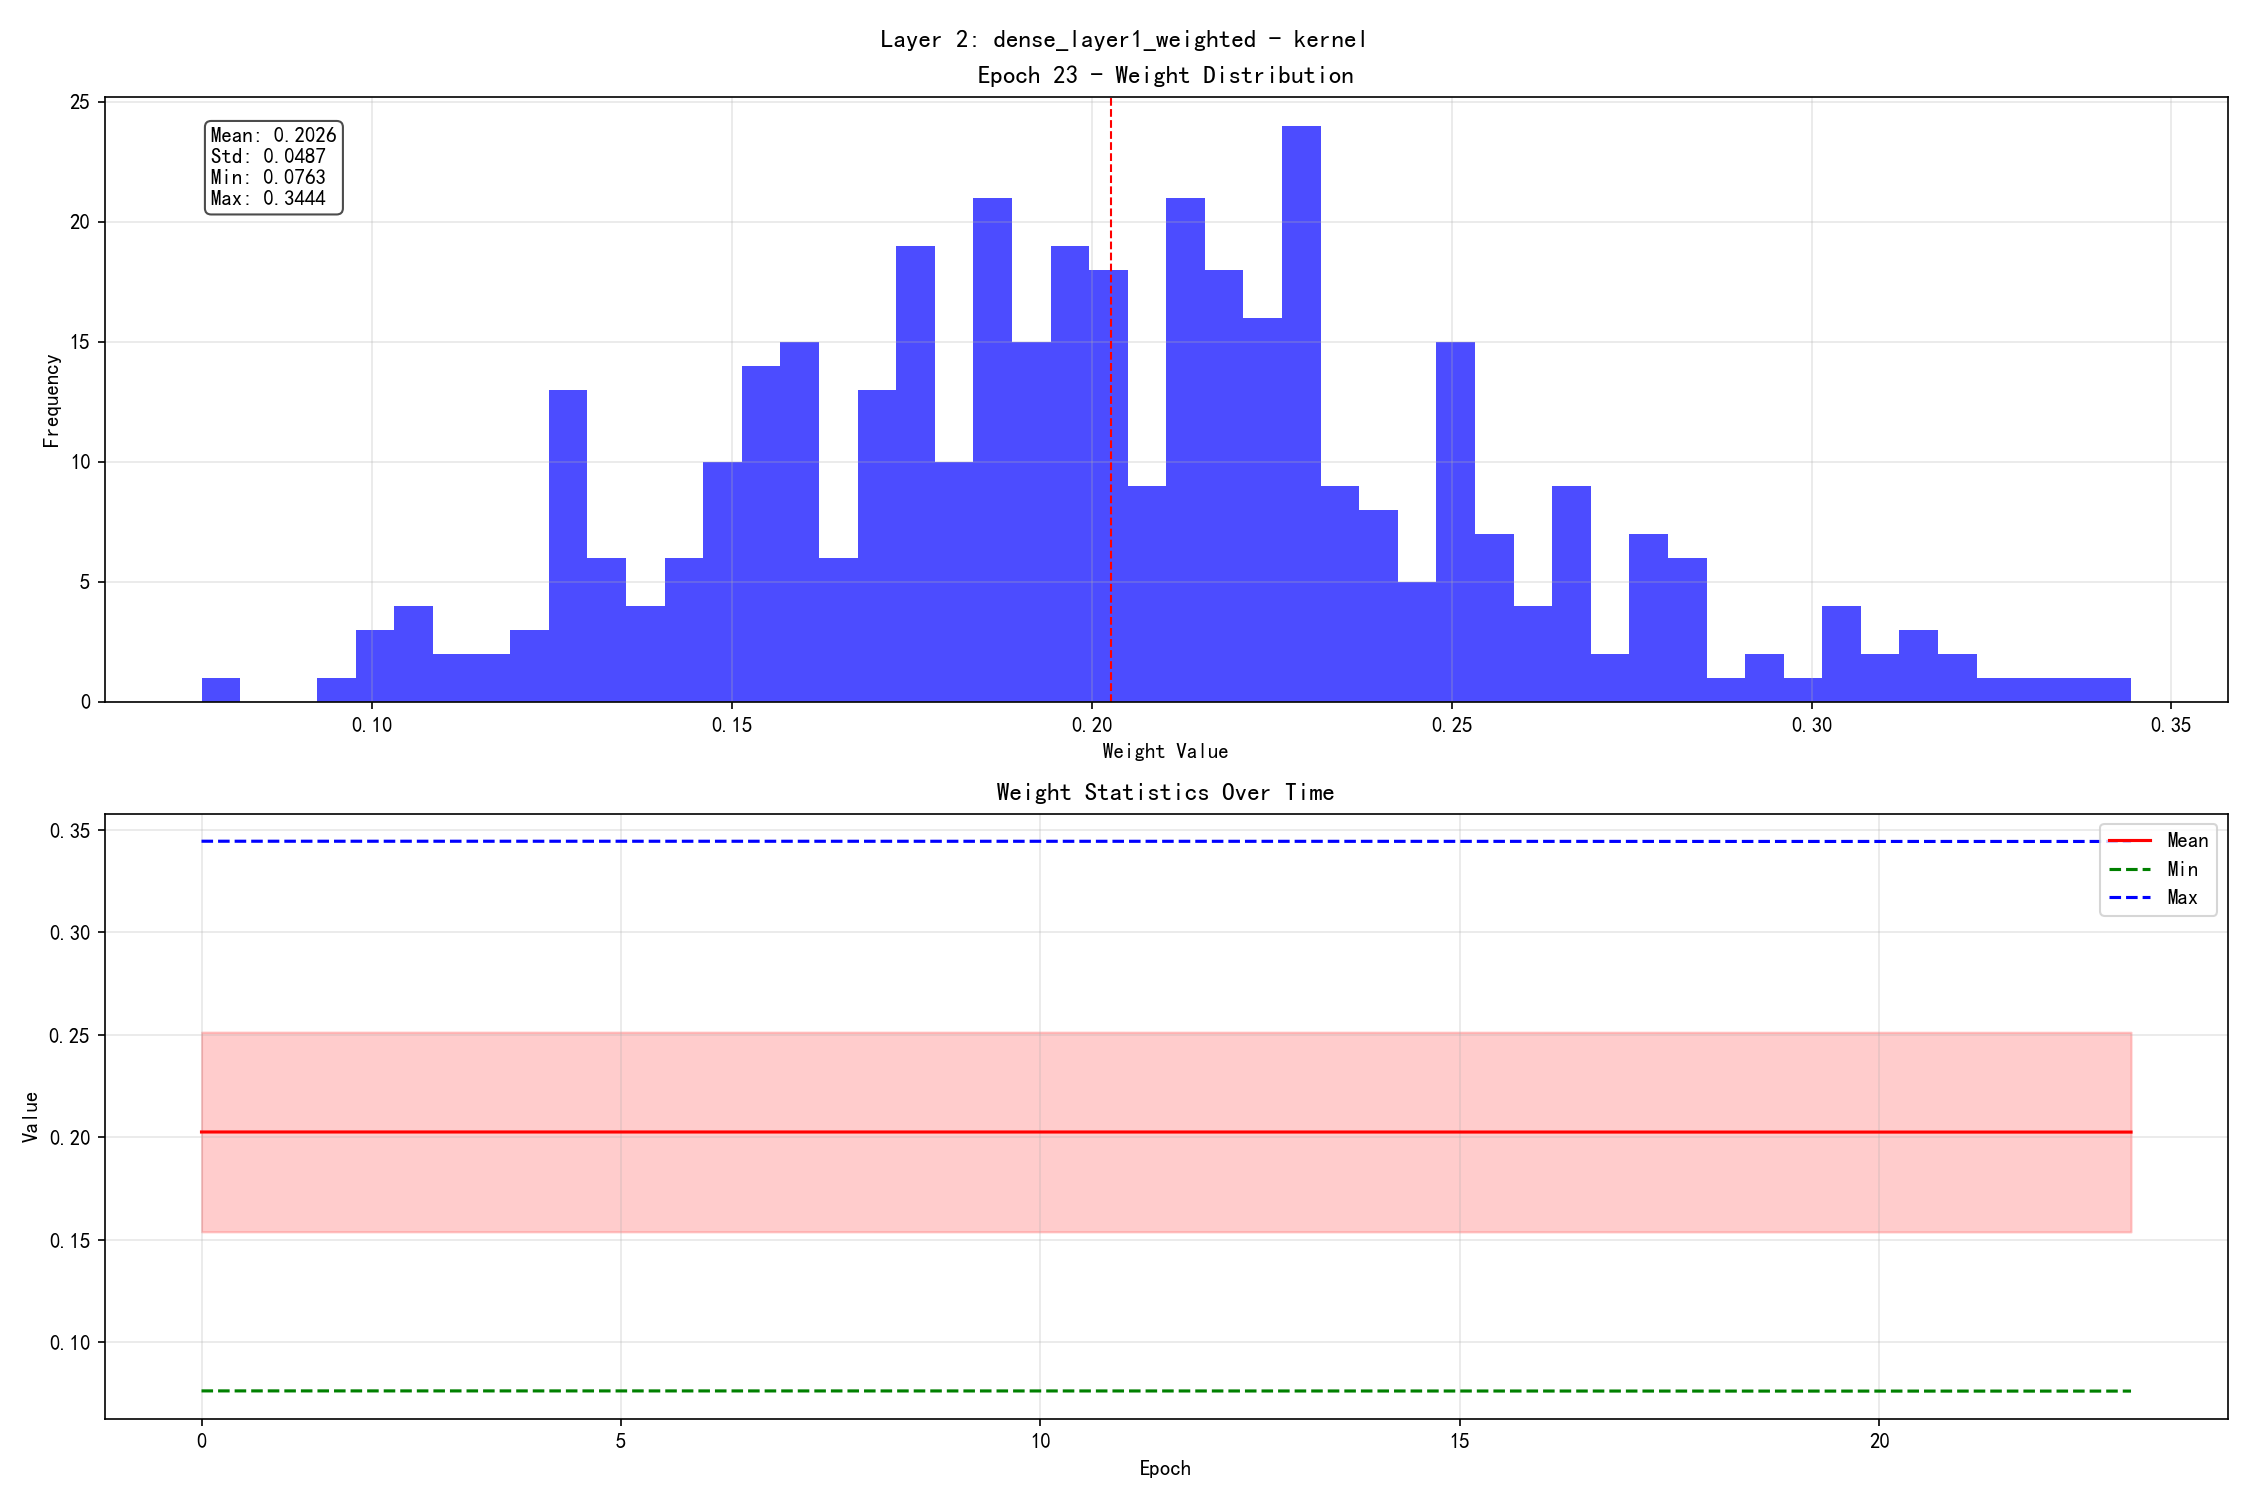 Layer 2: dense_layer1_weighted - kernel
Epoch 23 - Weight Distribution
25
20
15
10
5
0
Frequency
Mean: 0.2026
Std: 0.0487
Min: 0.0763
Max: 0.3444
0.10 0.15 0.20 0.25 0.30 0.35
Weight Value
Weight Statistics Over Time
0.35
0.30
0.25
0.20
0.15
0.10
Value
Mean
Min
Max
0 5 10 15 20
Epoch